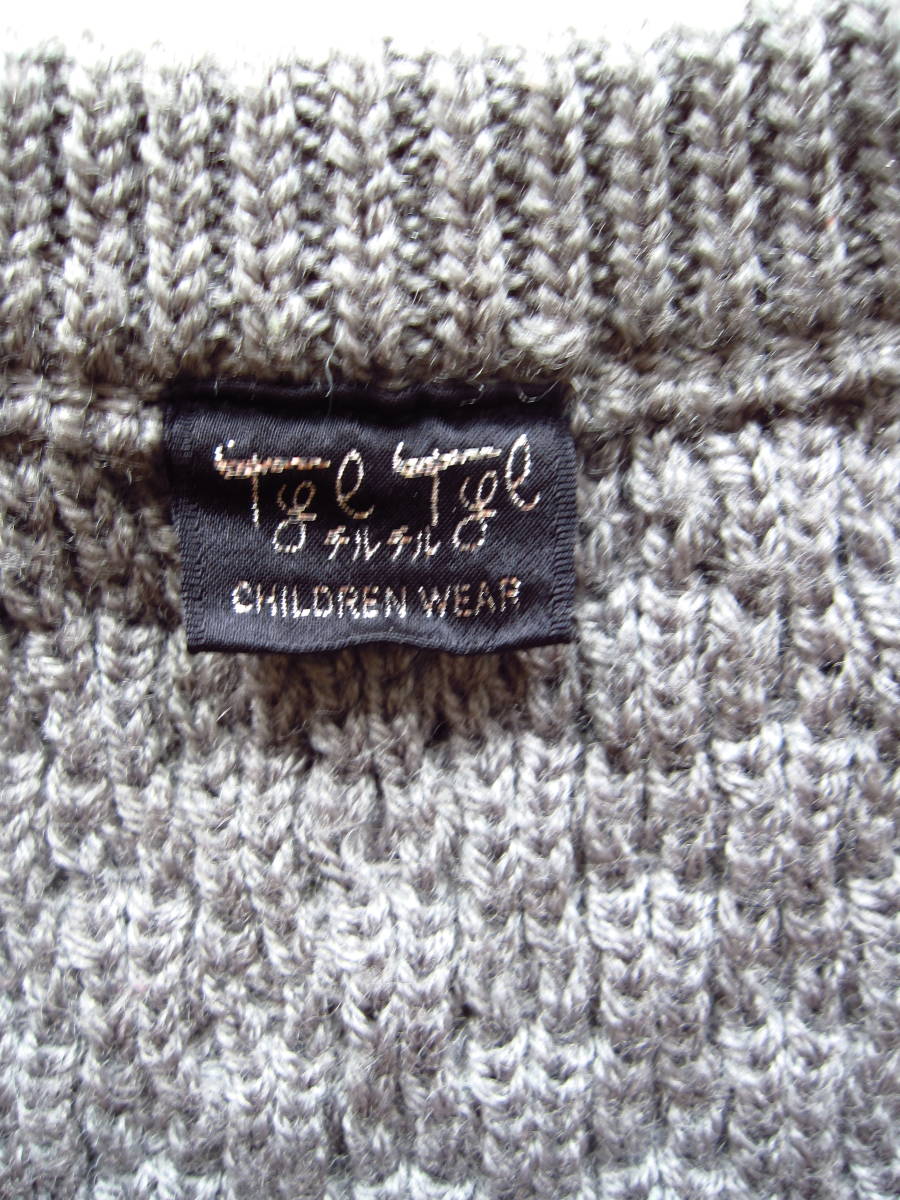 Tyl Tyl
チルチル
CHILDREN WEAR